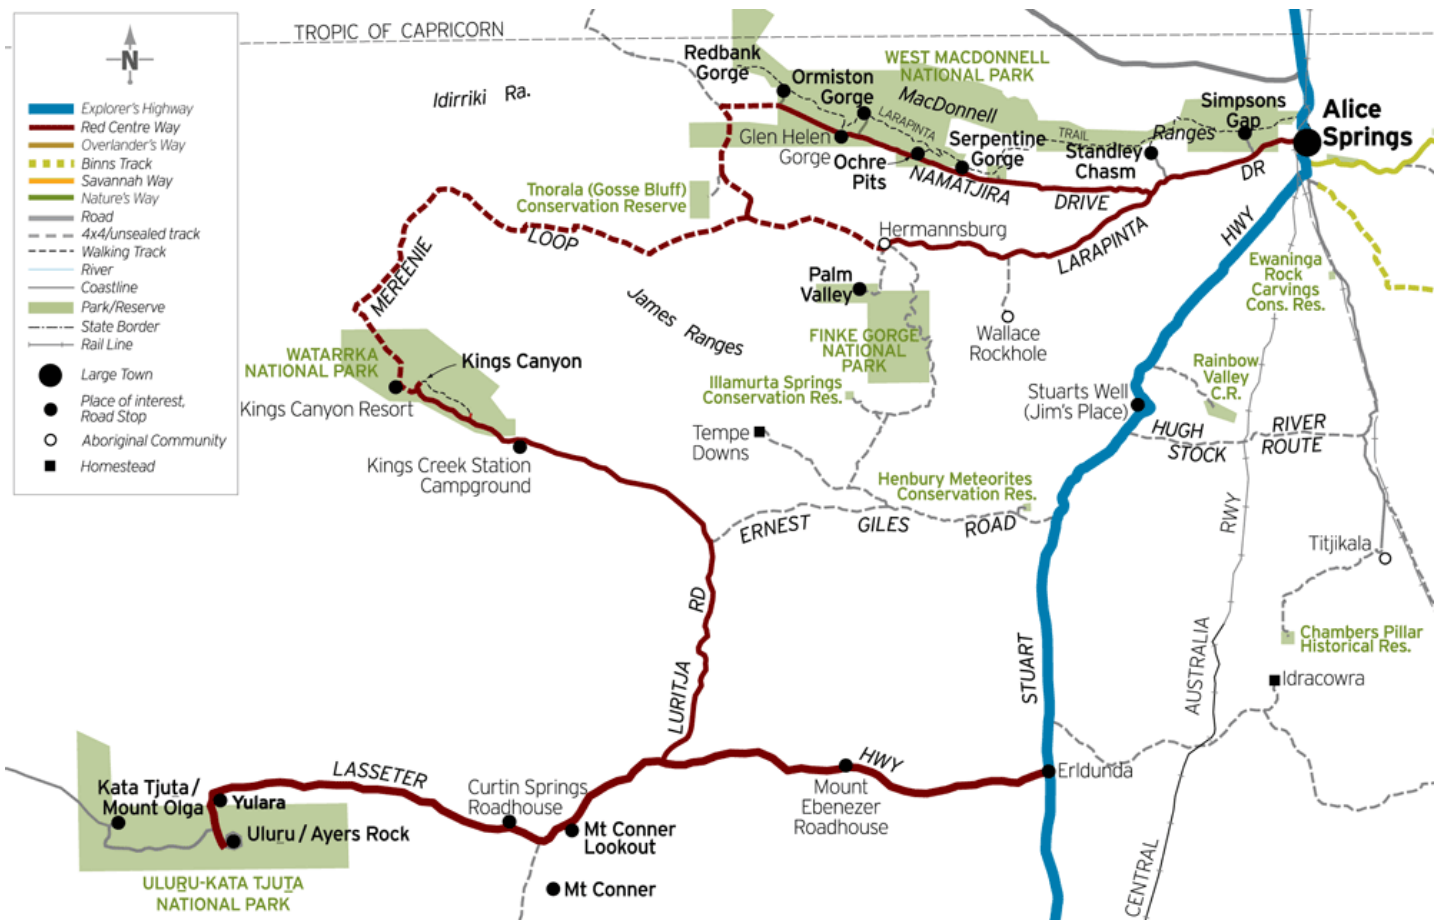 TROPIC OF CAPRICORN
N
Explorer's Highway
Red Centre Way
Overlander's Way
Binns Track
Savannah Way
Nature's Way
Road
4x4/unsealed track
Walking Track
River
Coastline
Park/Reserve
State Border
Rail Line
Large Town
Place of interest,
Road Stop
Aboriginal Community
Homestead
Idirriki Ra.
Redbank
Gorge
Ormiston
Gorge
WEST MACDONNELL
NATIONAL PARK
MacDonnell
Ranges
LARAPINTA
TRAIL
Simpsons
Gap
Alice
Springs
Glen Helen
Gorge
Serpentine
Gorge
Ochre
Pits
Standley
Chasm
NAMATJIRA
DRIVE
LARAPINTA
DR
Tnorala (Gosse Bluff)
Conservation Reserve
MEREENIE
LOOP
Hermannsburg
HWY
Ewaninga
Rock
Carvings
Cons. Res.
Palm
Valley
James Ranges
FINKE GORGE
NATIONAL
PARK
Wallace
Rockhole
WATARRKA
NATIONAL PARK
Kings Canyon
Kings Canyon Resort
Illamurta Springs
Conservation Res.
Rainbow
Valley
C.R.
Stuarts Well
(Jim's Place)
HUGH
RIVER
STOCK
ROUTE
Tempe
Downs
Kings Creek Station
Campground
Henbury Meteorites
Conservation Res.
ERNEST
GILES
ROAD
RWY
Titjikala
LURITJA
RD
STUART
AUSTRALIA
Chambers Pillar
Historical Res.
Idracowra
LASSETER
HWY
Erldunda
Kata Tjuṯa /
Mount Olga
Yulara
Uluṟu / Ayers Rock
Curtin Springs
Roadhouse
Mt Conner
Lookout
Mt Conner
Mount
Ebenezer
Roadhouse
CENTRAL
ULUṞU-KATA TJUṮA
NATIONAL PARK